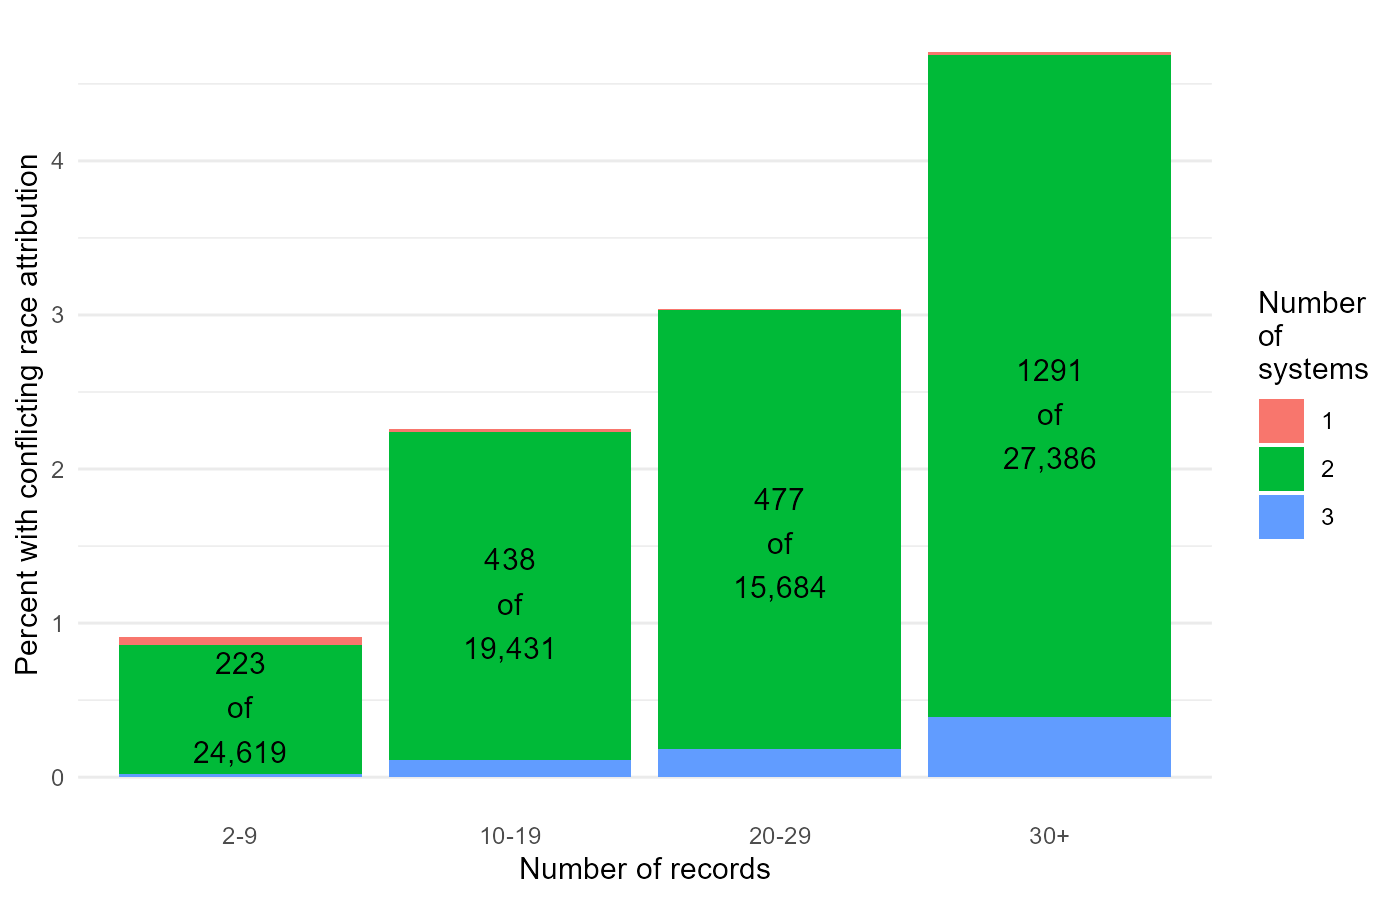 Percent with conflicting race attribution
4
3
2
1
0
223
of
24,619
438
of
19,431
477
of
15,684
1291
of
27,386
2-9
10-19
20-29
30+
Number of records
Number
of
systems
1
2
3